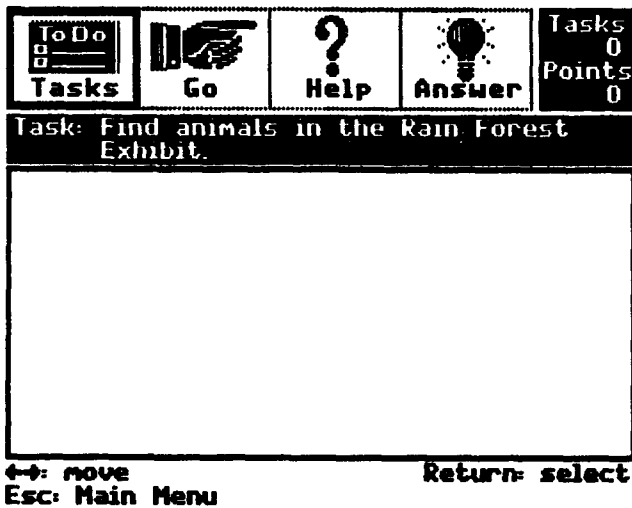 To Do
Tasks
Go
?
Help
Answer
Tasks
0
Points
0
Task: Find animals in the Rain Forest
Exhibit.
←→: move
Return: select
Esc: Main Menu